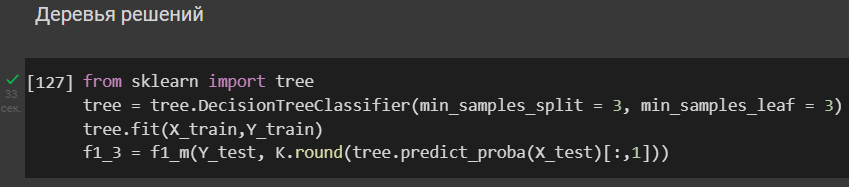 Деревья решений
[127] from sklearn import tree
33
сек.
tree = tree.DecisionTreeClassifier(min_samples_split = 3, min_samples_leaf = 3)
tree.fit(X_train,Y_train)
f1_3 = f1_m(Y_test, K.round(tree.predict_proba(X_test)[:,1]))